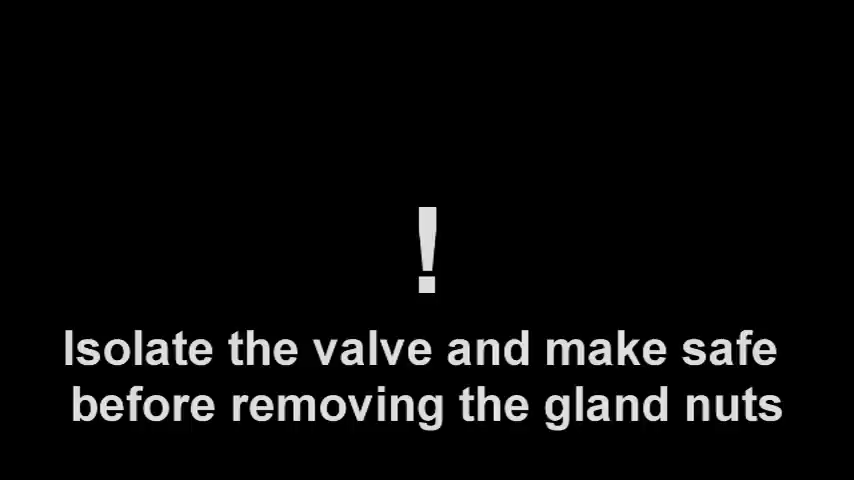 !
Isolate the valve and make safe
before removing the gland nuts